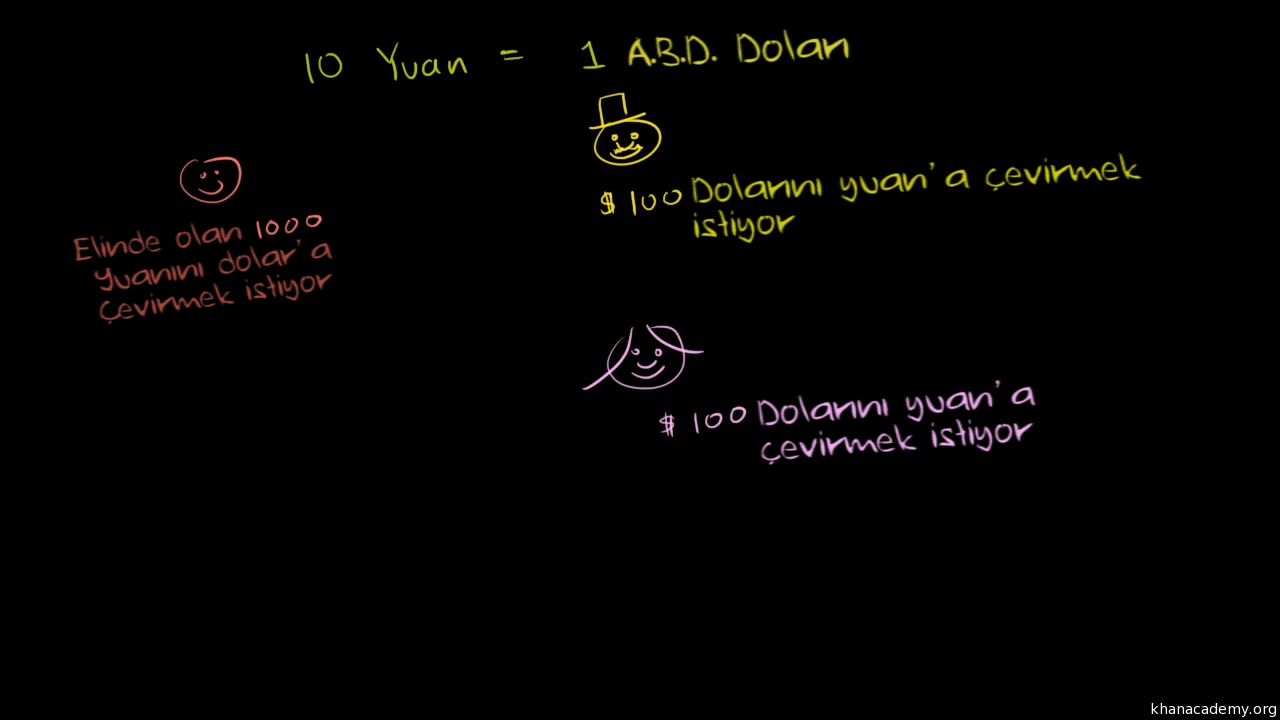 10 Yuan = 1 A.B.D. Doları
$100 Dolarını yuan'a çevirmek
istiyor
Elinde olan 1000
yuanını dolar'a
çevirmek istiyor
$100 Dolarını yuan'a
çevirmek istiyor
khanacademy.org